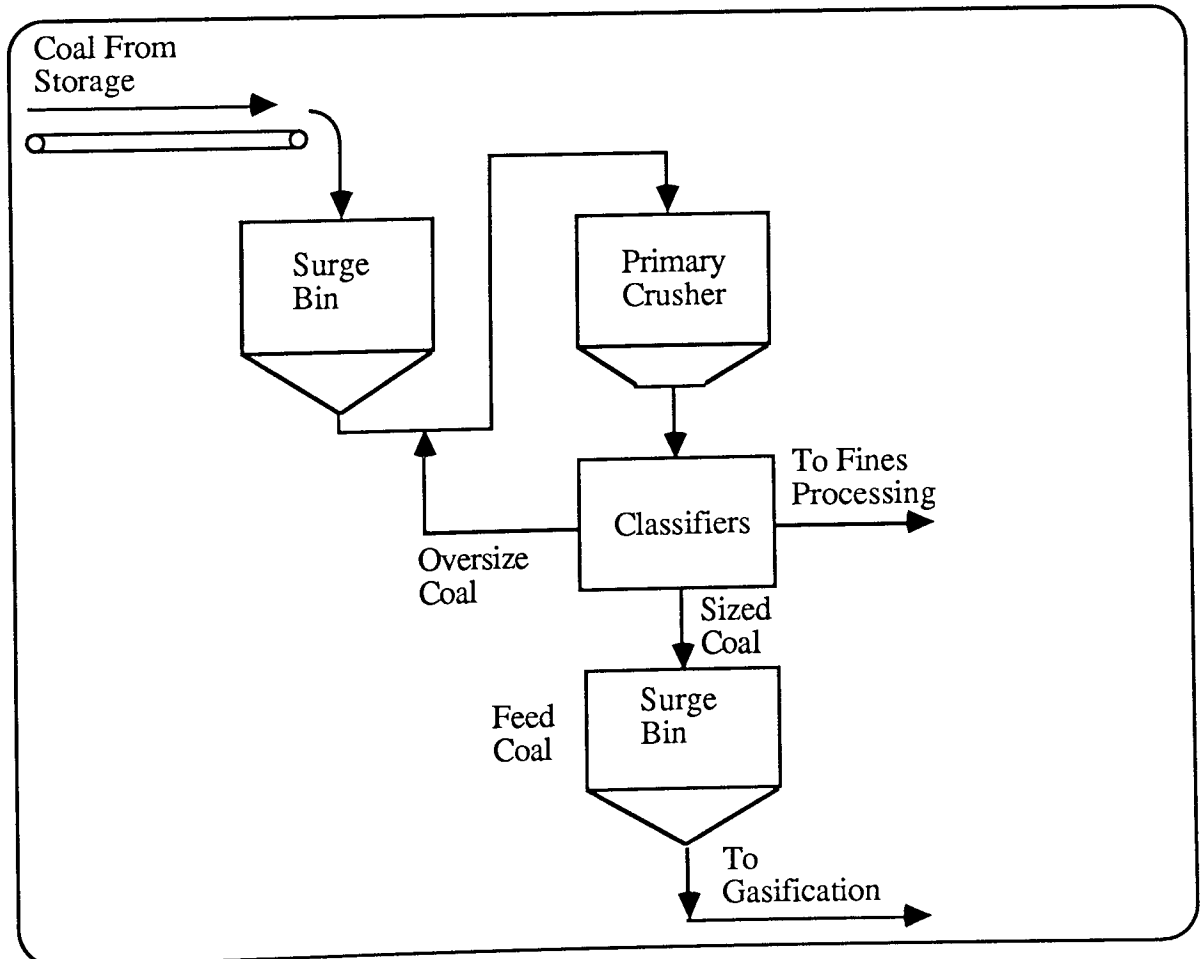 Coal From
Storage
Surge
Bin
Primary
Crusher
To Fines
Processing
Classifiers
Oversize
Coal
Sized
Coal
Surge
Bin
Feed
Coal
To
Gasification